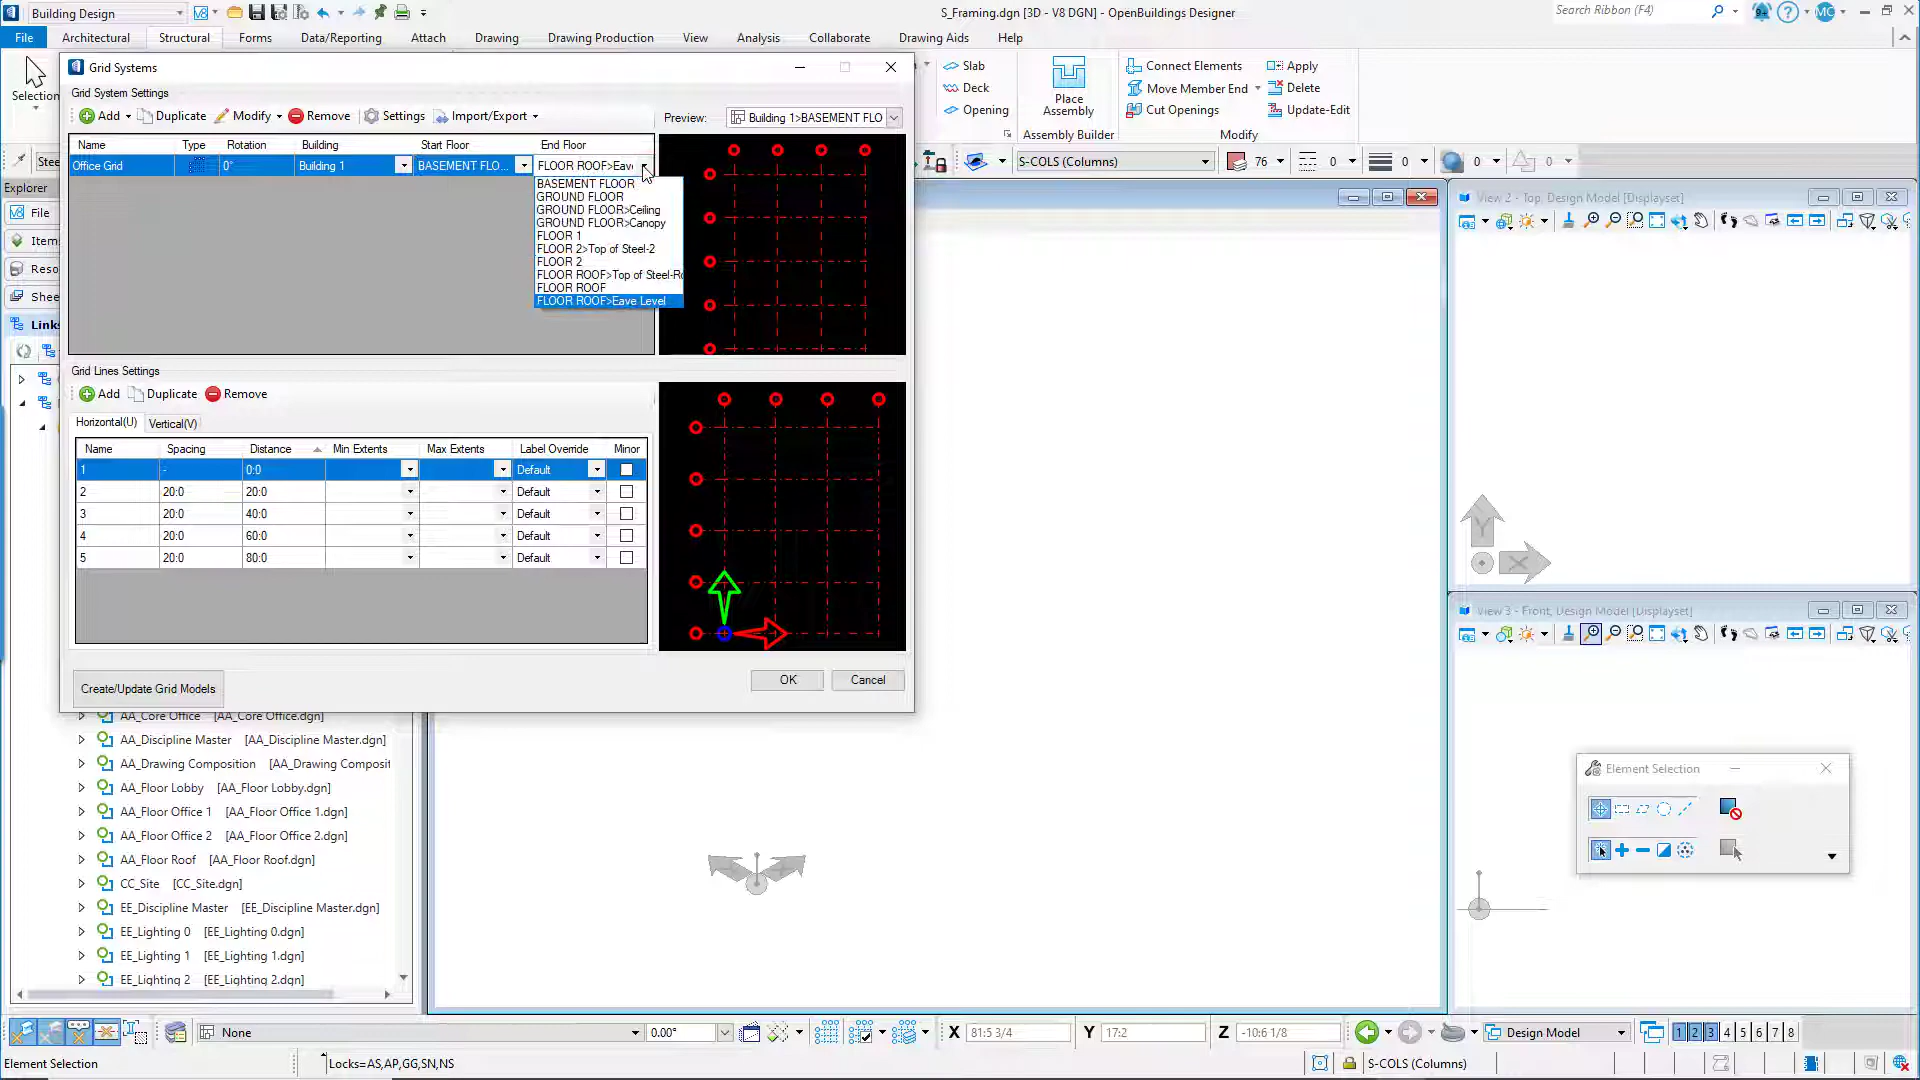 Building Design
S_Framing.dgn [3D - V8 DGN] - OpenBuildings Designer
Search Ribbon (F4)
MC
File Architectural Structural Forms Data/Reporting Attach Drawing Drawing Production View Analysis Collaborate Drawing Aids Help
Selection
Slab
Deck
Opening
Place
Assembly
Assembly Builder
Connect Elements
Move Member End
Cut Openings
Apply
Delete
Update-Edit
Modify
S-COLS (Columns) 76 0 0 0 0
Grid Systems
Grid System Settings
Add Duplicate Modify Remove Settings Import/Export
Preview: Building 1>BASEMENT FLO
Name Type Rotation Building Start Floor End Floor
Office Grid 0° Building 1 BASEMENT FLO... FLOOR ROOF>Eave
BASEMENT FLOOR
GROUND FLOOR
GROUND FLOOR>Ceiling
GROUND FLOOR>Canopy
FLOOR 1
FLOOR 2>Top of Steel-2
FLOOR 2
FLOOR ROOF>Top of Steel-Ro
FLOOR ROOF
FLOOR ROOF>Eave Level
Grid Lines Settings
Add Duplicate Remove
Horizontal(U) Vertical(V)
Name Spacing Distance Min Extents Max Extents Label Override Minor
1 - 0:0 Default
2 20:0 20:0 Default
3 20:0 40:0 Default
4 20:0 60:0 Default
5 20:0 80:0 Default
Create/Update Grid Models
OK Cancel
Stee
Explorer
File
Items
Reso
Shee
Links
AA_Core Office [AA_Core Office.dgn]
AA_Discipline Master [AA_Discipline Master.dgn]
AA_Drawing Composition [AA_Drawing Composit
AA_Floor Lobby [AA_Floor Lobby.dgn]
AA_Floor Office 1 [AA_Floor Office 1.dgn]
AA_Floor Office 2 [AA_Floor Office 2.dgn]
AA_Floor Roof [AA_Floor Roof.dgn]
CC_Site [CC_Site.dgn]
EE_Discipline Master [EE_Discipline Master.dgn]
EE_Lighting 0 [EE_Lighting 0.dgn]
EE_Lighting 1 [EE_Lighting 1.dgn]
EE_Lighting 2 [EE_Lighting 2.dgn]
View 2 - Top, Design Model [Displayset]
Y
X
View 3 - Front, Design Model [Displayset]
Element Selection
None 0.00° X 81:5 3/4 Y 17:2 Z -10:6 1/8 Design Model 1 2 3 4 5 6 7 8
Element Selection Locks=AS,AP,GG,SN,NS S-COLS (Columns)